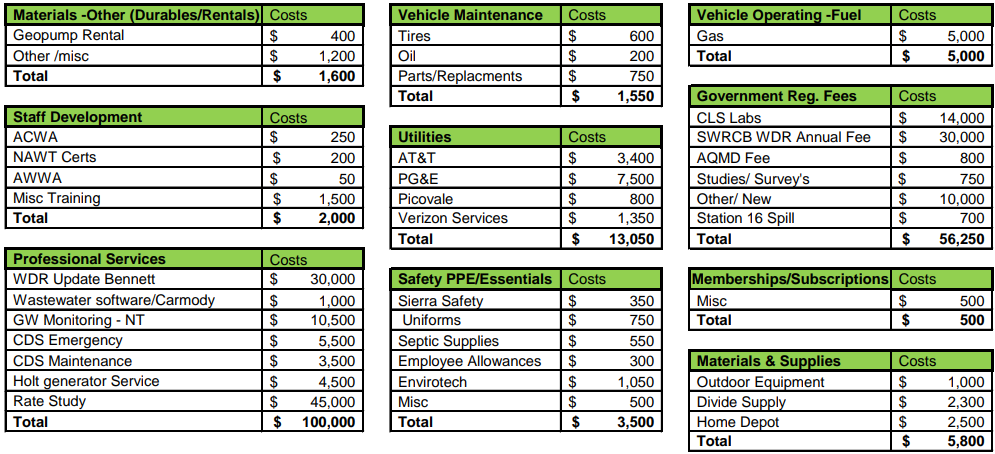 Materials -Other (Durables/Rentals) Costs
Geopump Rental $ 400
Other /misc $ 1,200
Total $ 1,600
Staff Development Costs
ACWA $ 250
NAWT Certs $ 200
AWWA $ 50
Misc Training $ 1,500
Total $ 2,000
Professional Services Costs
WDR Update Bennett $ 30,000
Wastewater software/Carmody $ 1,000
GW Monitoring - NT $ 10,500
CDS Emergency $ 5,500
CDS Maintenance $ 3,500
Holt generator Service $ 4,500
Rate Study $ 45,000
Total $ 100,000
Vehicle Maintenance Costs
Tires $ 600
Oil $ 200
Parts/Replacments $ 750
Total $ 1,550
Utilities Costs
AT&T $ 3,400
PG&E $ 7,500
Picovale $ 800
Verizon Services $ 1,350
Total $ 13,050
Safety PPE/Essentials Costs
Sierra Safety $ 350
Uniforms $ 750
Septic Supplies $ 550
Employee Allowances $ 300
Envirotech $ 1,050
Misc $ 500
Total $ 3,500
Vehicle Operating -Fuel Costs
Gas $ 5,000
Total $ 5,000
Government Reg. Fees Costs
CLS Labs $ 14,000
SWRCB WDR Annual Fee $ 30,000
AQMD Fee $ 800
Studies/ Survey's $ 750
Other/ New $ 10,000
Station 16 Spill $ 700
Total $ 56,250
Memberships/Subscriptions Costs
Misc $ 500
Total $ 500
Materials & Supplies Costs
Outdoor Equipment $ 1,000
Divide Supply $ 2,300
Home Depot $ 2,500
Total $ 5,800